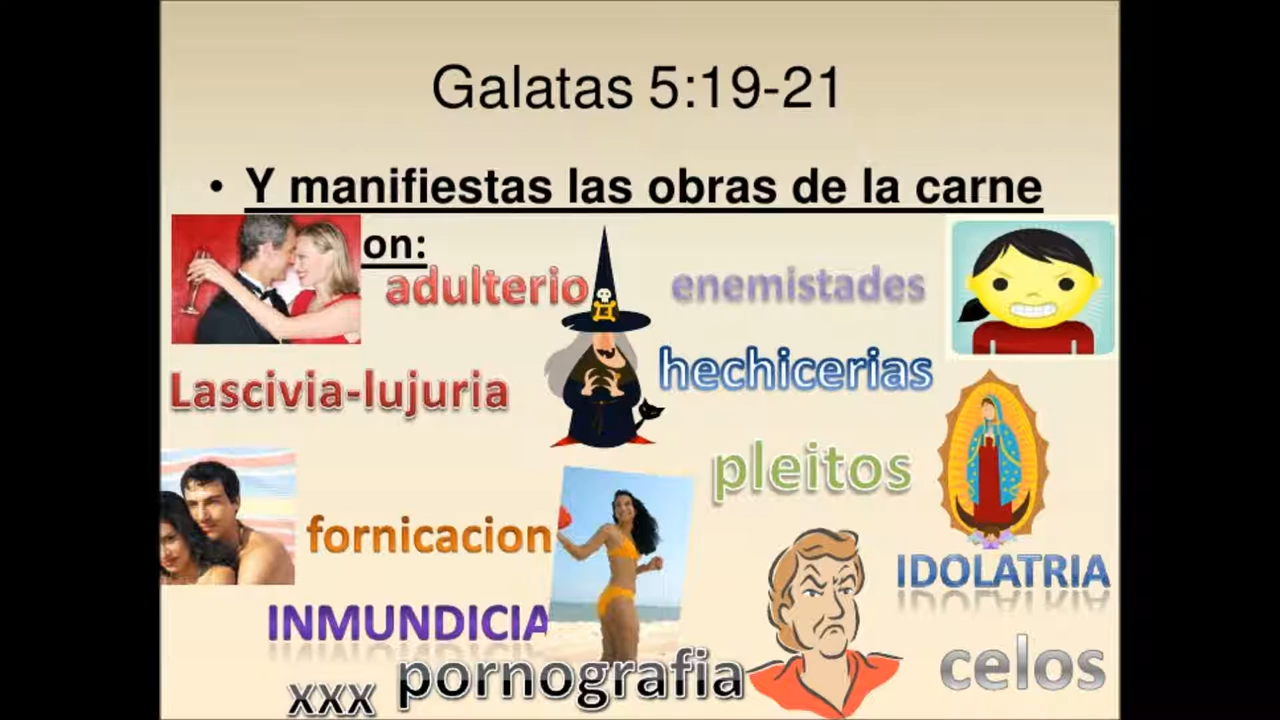 Galatas 5:19-21
• Y manifiestas las obras de la carne
on:
adulterio
enemistades
hechicerias
Lascivia-lujuria
pleitos
fornicacion
IDOLATRIA
INMUNDICIA
celos
pornografia
xxx